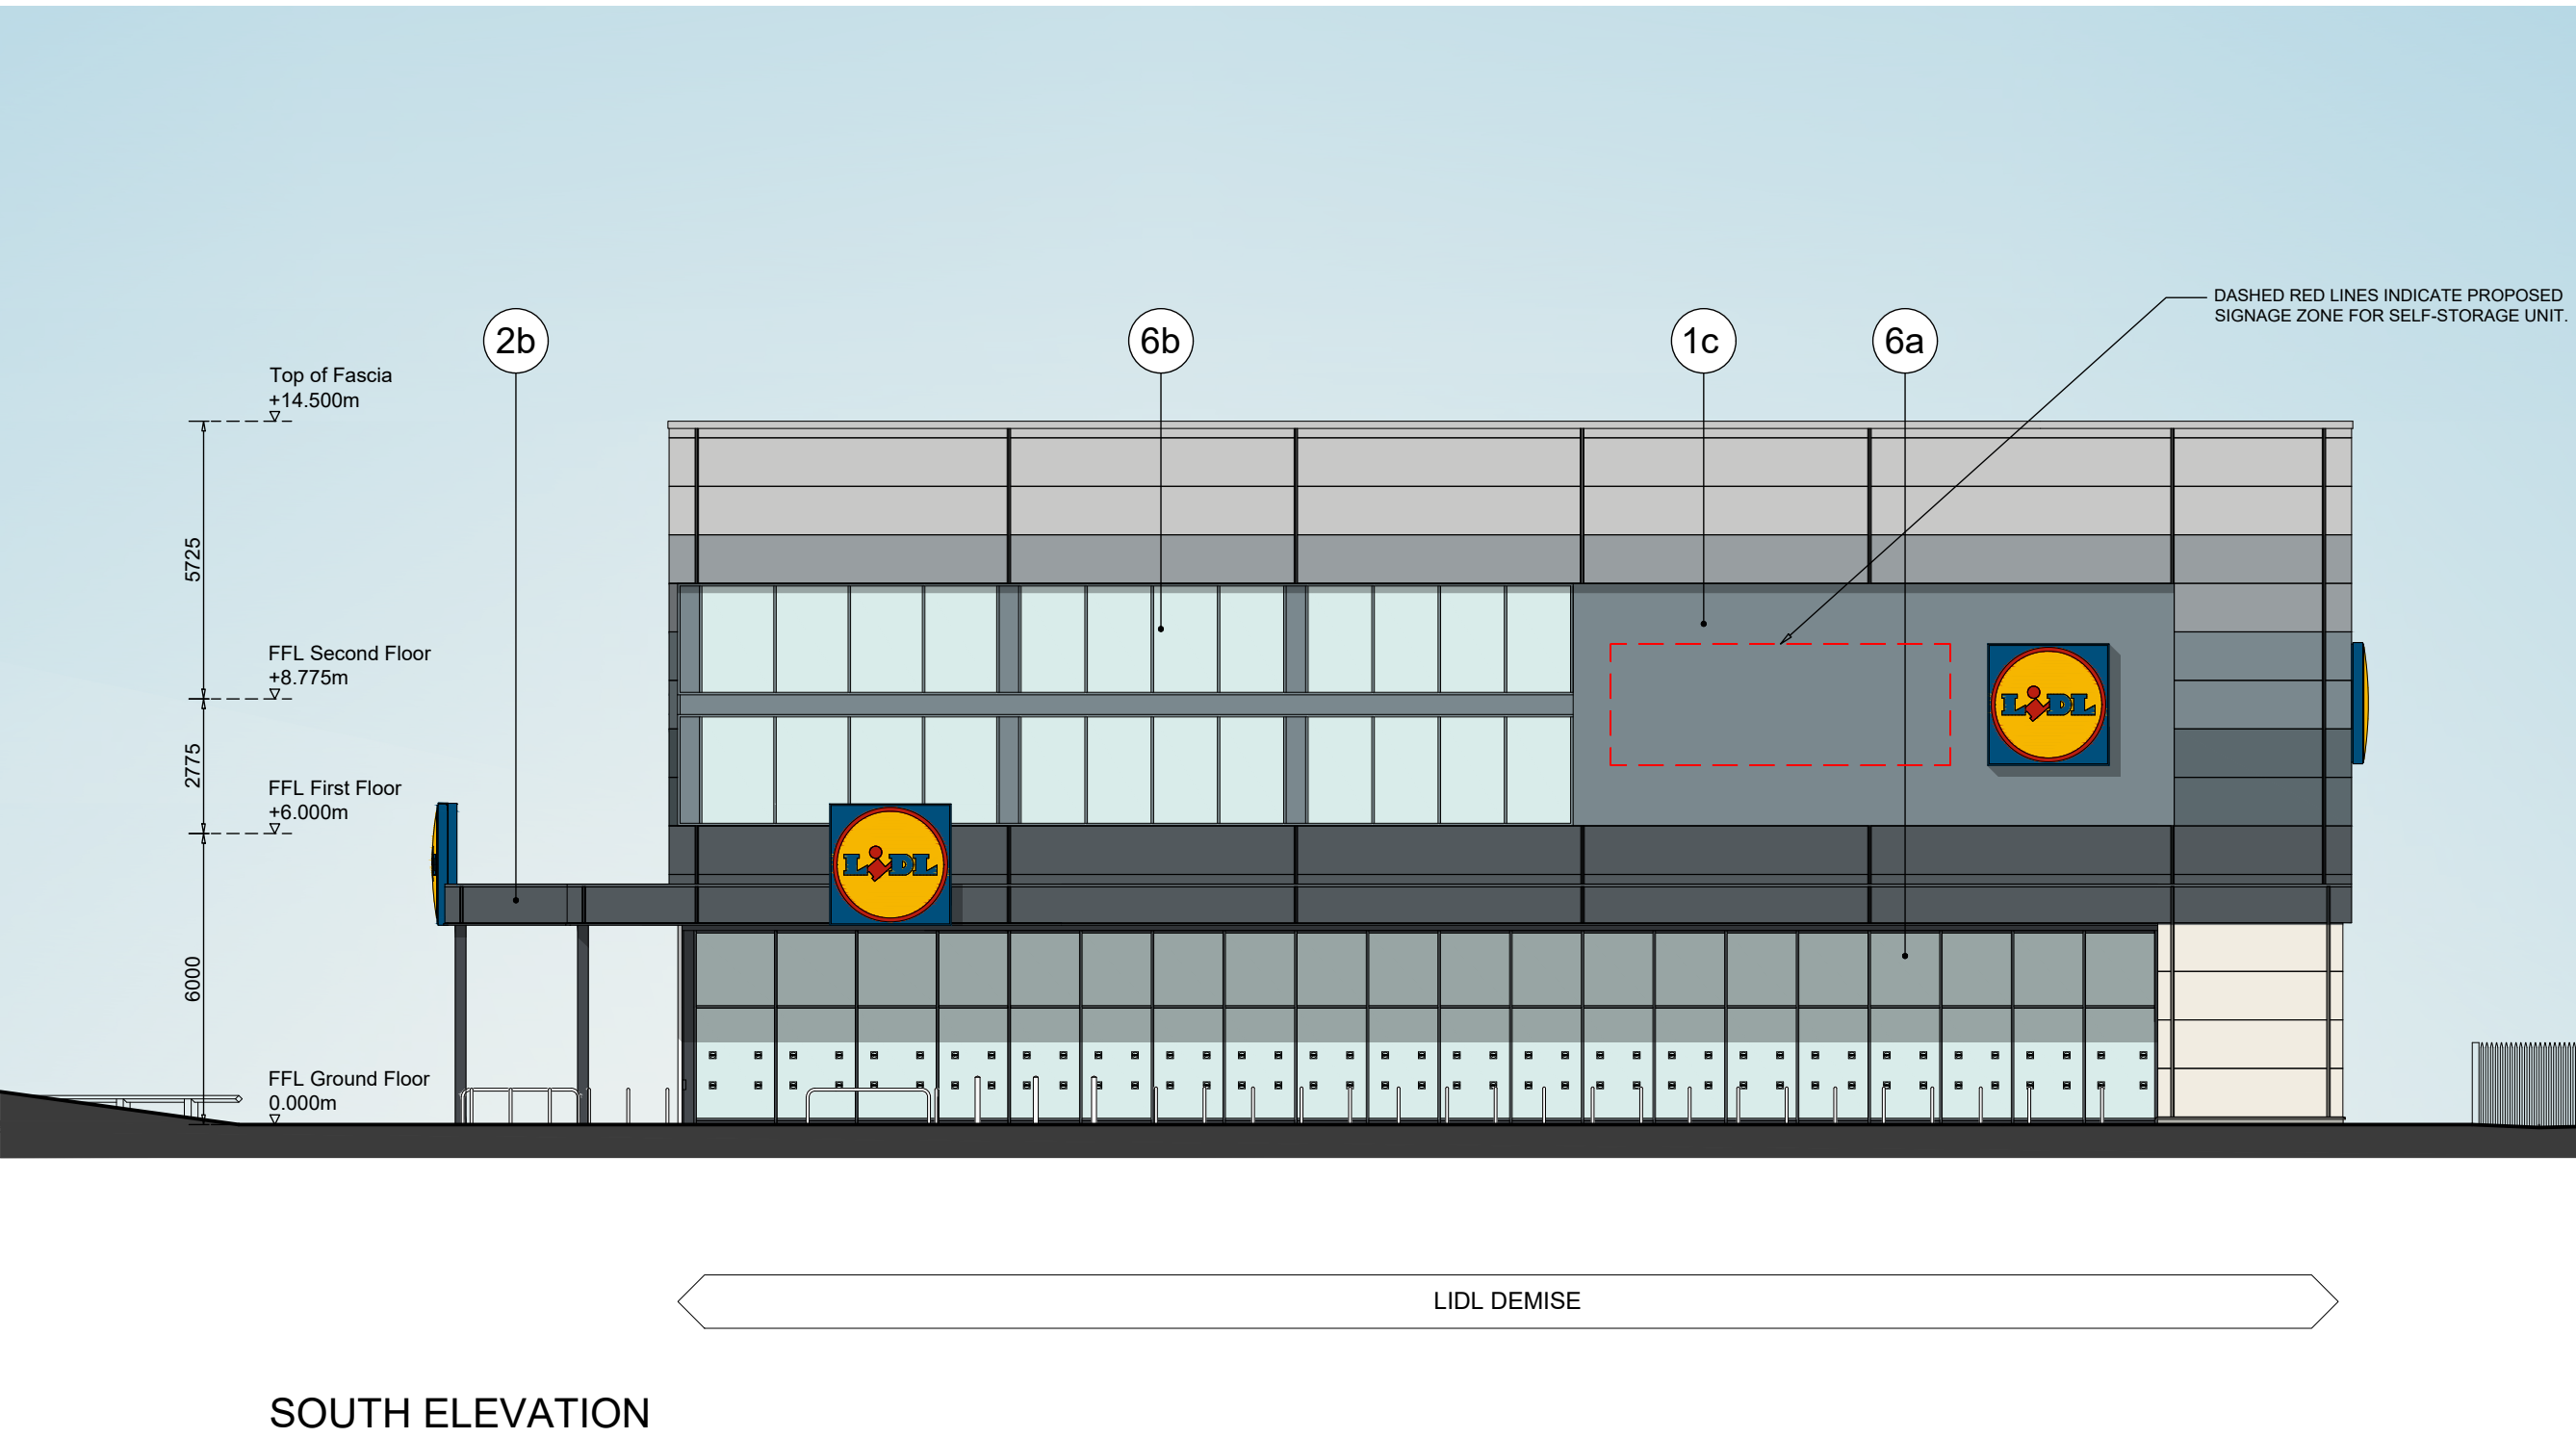 DASHED RED LINES INDICATE PROPOSED
SIGNAGE ZONE FOR SELF-STORAGE UNIT.
2b
6b
1c
6a
Top of Fascia
+14.500m
5725
FFL Second Floor
+8.775m
2775
FFL First Floor
+6.000m
LIDL
LIDL
6000
FFL Ground Floor
0.000m
LIDL DEMISE
SOUTH ELEVATION